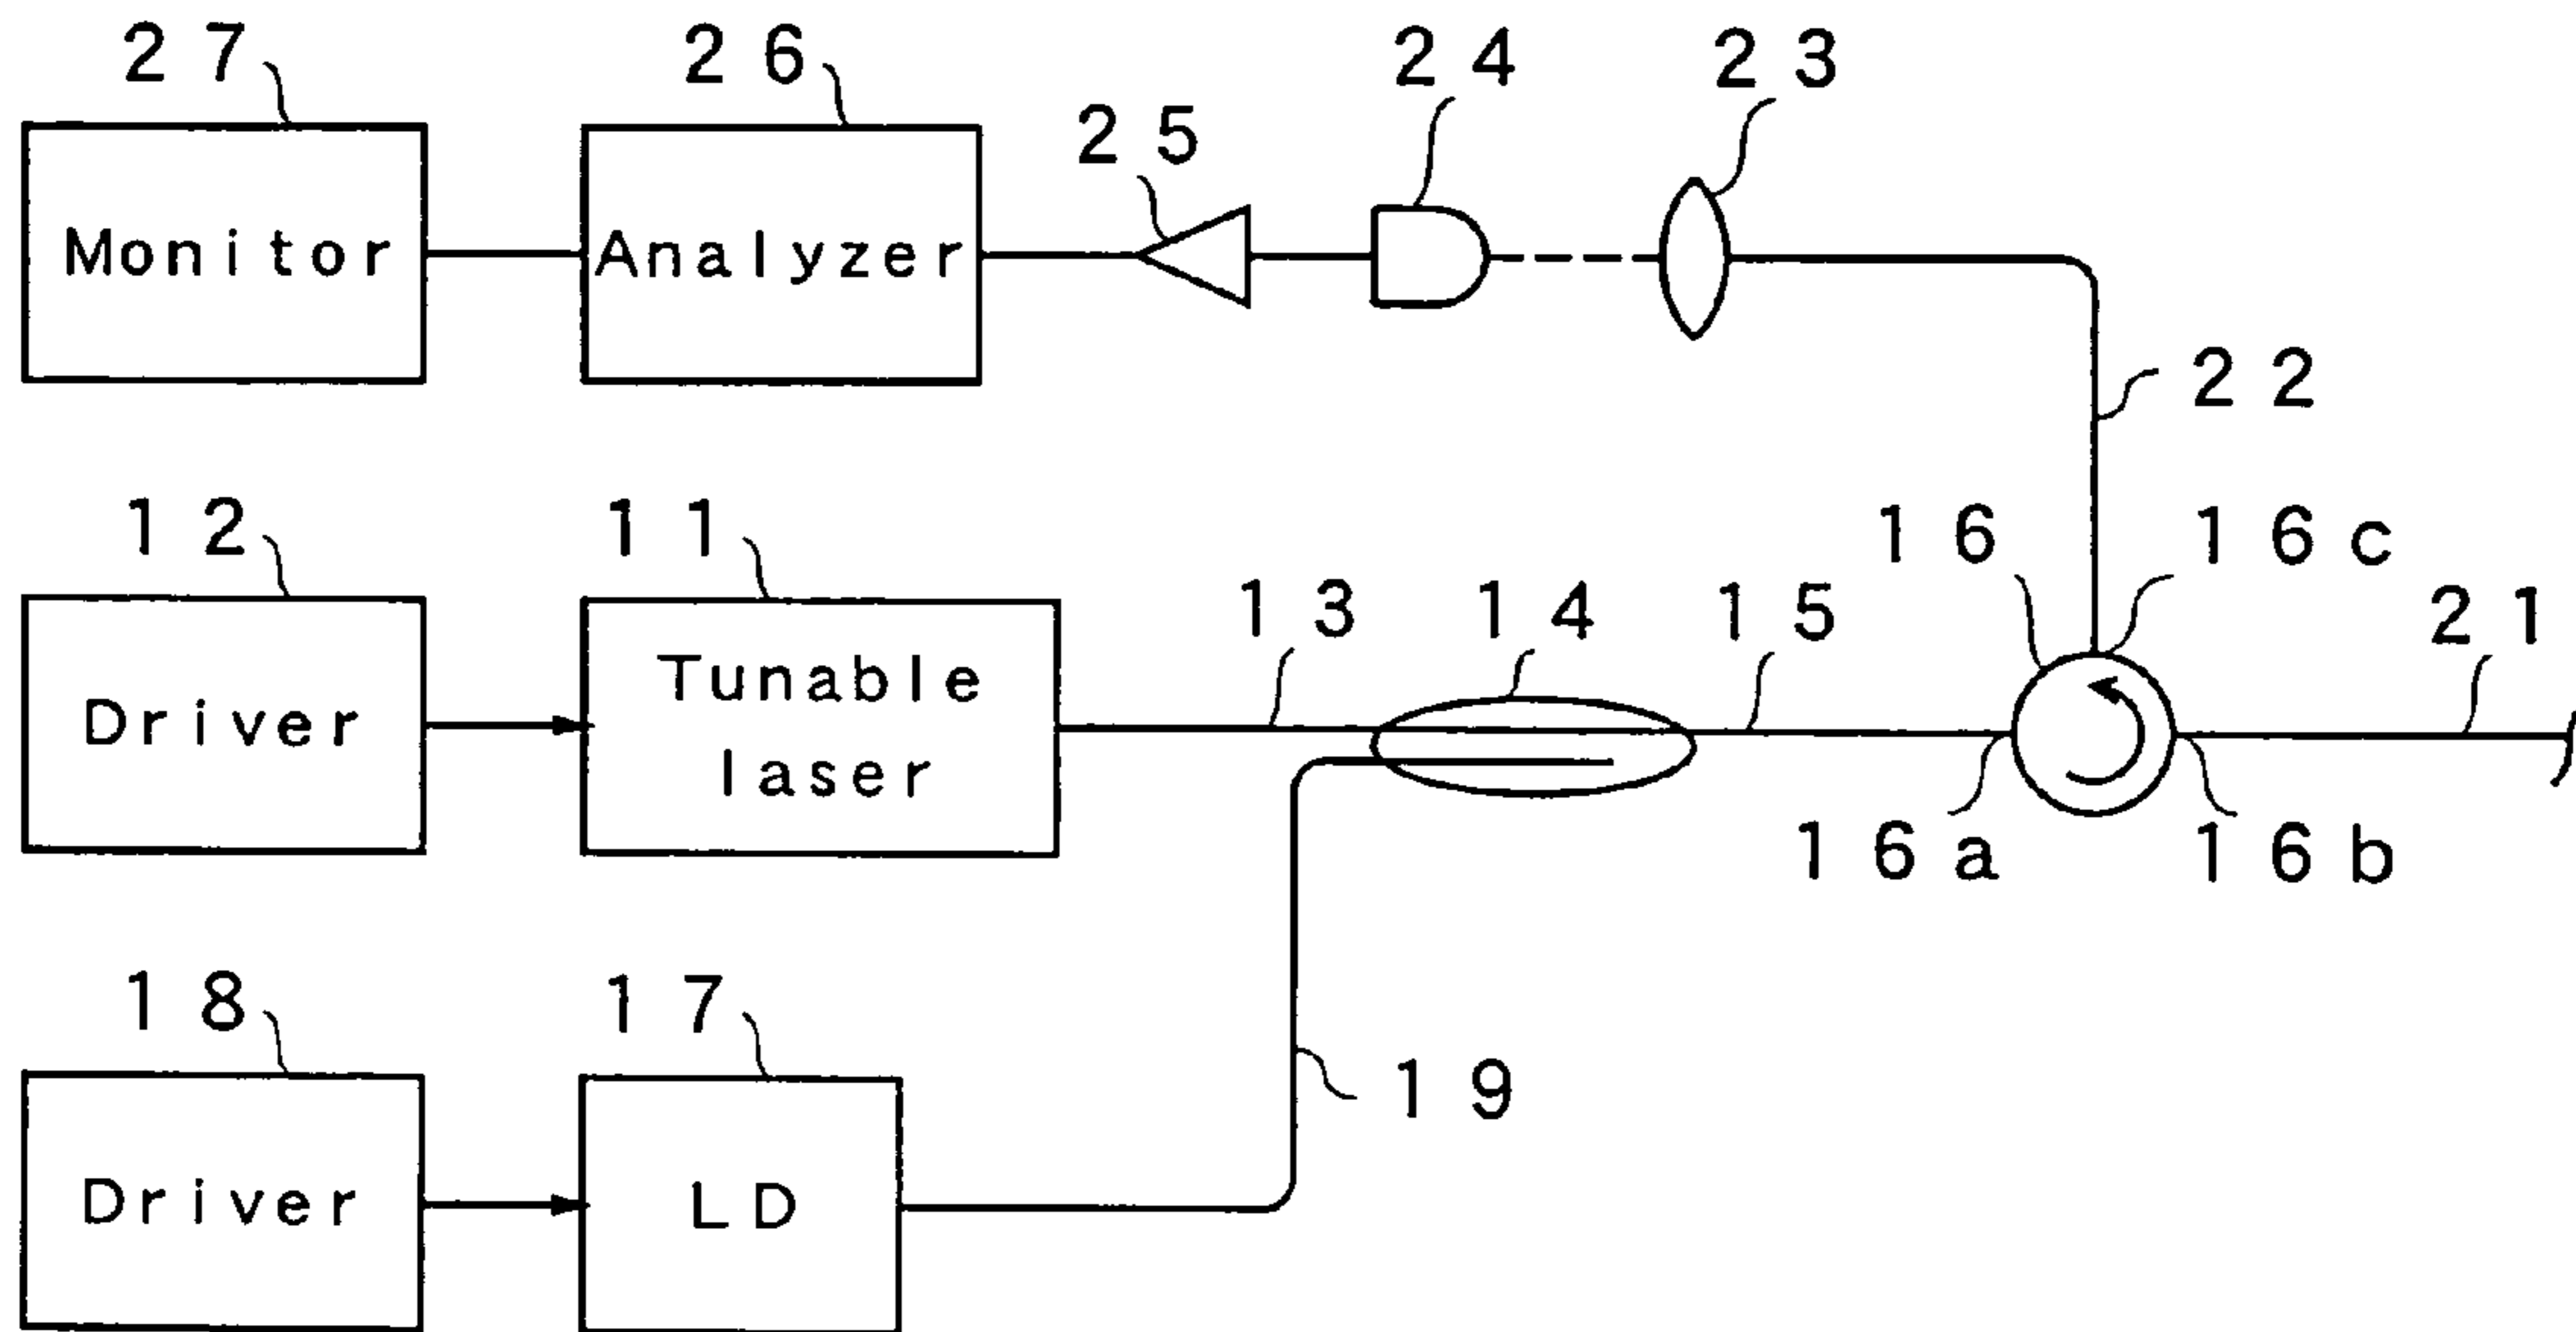 27
26
25
24
23
Monitor
Analyzer
22
12
11
13
14
15
16
16c
21
Driver
Tunable
laser
16a
16b
18
17
19
Driver
LD